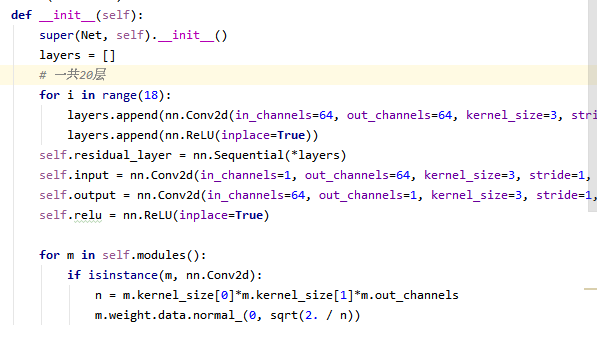 def __init__(self):
    super(Net, self).__init__()
    layers = []
    # 一共20层
    for i in range(18):
        layers.append(nn.Conv2d(in_channels=64, out_channels=64, kernel_size=3, stri
        layers.append(nn.ReLU(inplace=True))
    self.residual_layer = nn.Sequential(*layers)
    self.input = nn.Conv2d(in_channels=1, out_channels=64, kernel_size=3, stride=1,
    self.output = nn.Conv2d(in_channels=64, out_channels=1, kernel_size=3, stride=1,
    self.relu = nn.ReLU(inplace=True)

    for m in self.modules():
        if isinstance(m, nn.Conv2d):
            n = m.kernel_size[0]*m.kernel_size[1]*m.out_channels
            m.weight.data.normal_(0, sqrt(2. / n))